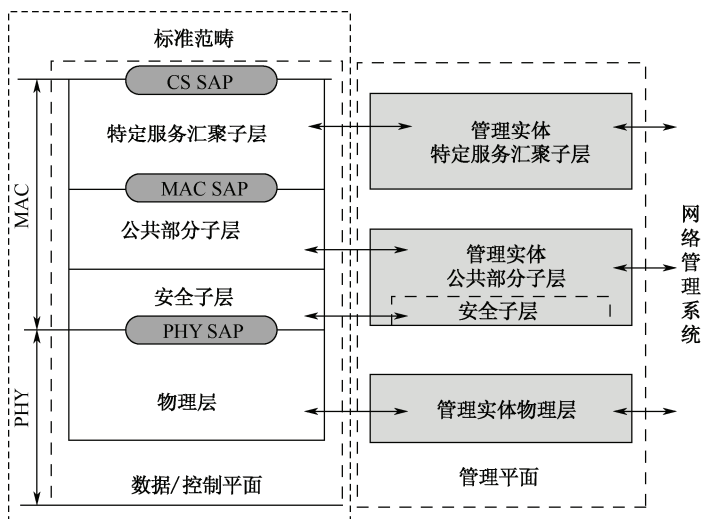 标准范畴
CS SAP
特定服务汇聚子层
MAC SAP
公共部分子层
安全子层
PHY SAP
物理层
数据/控制平面
MAC
PHY
管理实体
特定服务汇聚子层
管理实体
公共部分子层
安全子层
管理实体物理层
管理平面
网络管理系统